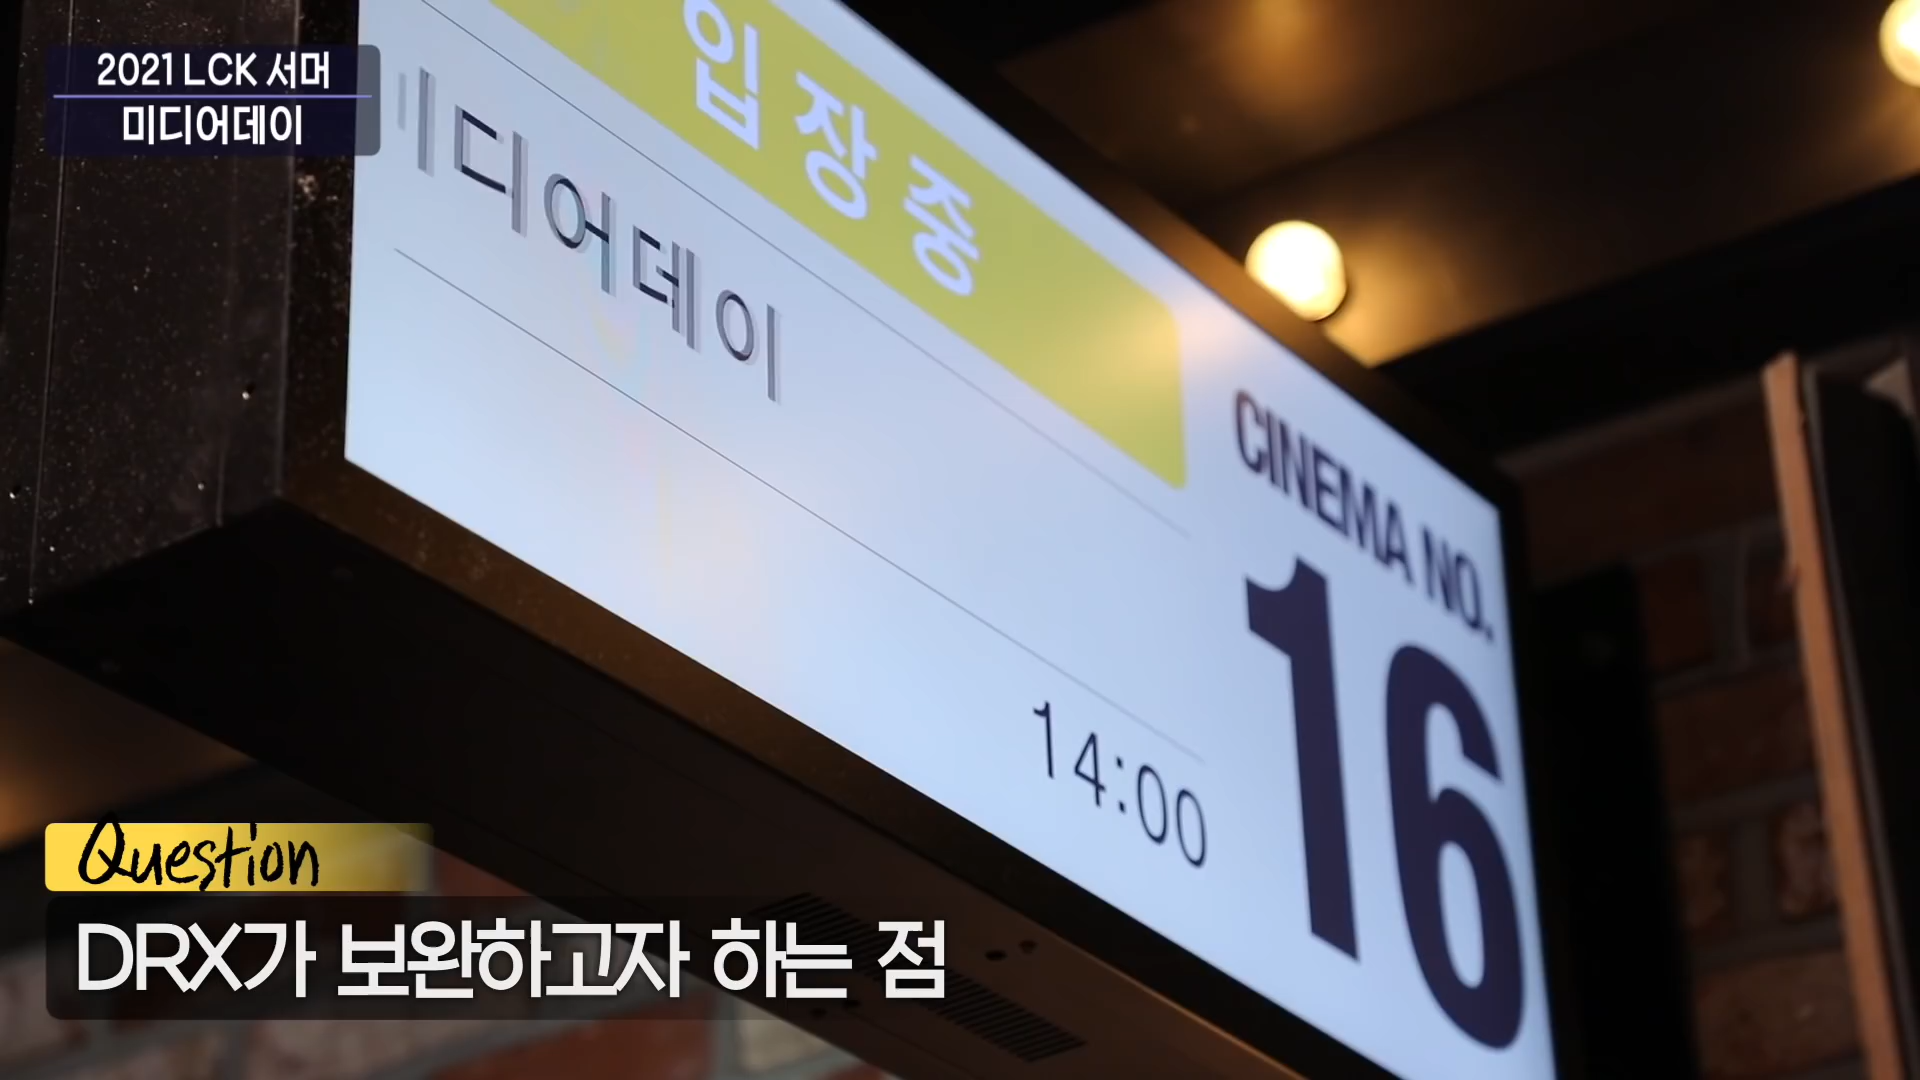 2021 LCK 서머
미디어데이
입장중
미디어데이
CINEMA NO.
16
14:00
Question
DRX가 보완하고자 하는 점